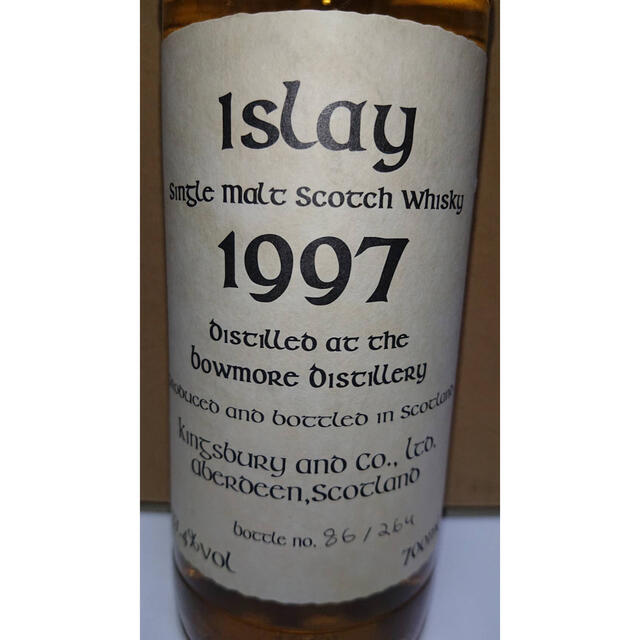 Islay
Single Malt Scotch Whisky
1997
Distilled at the
Bowmore Distillery
Produced and bottled in Scotland
Kingsbury and Co., Ltd.
Aberdeen, Scotland
bottle no. 86/264
%vol